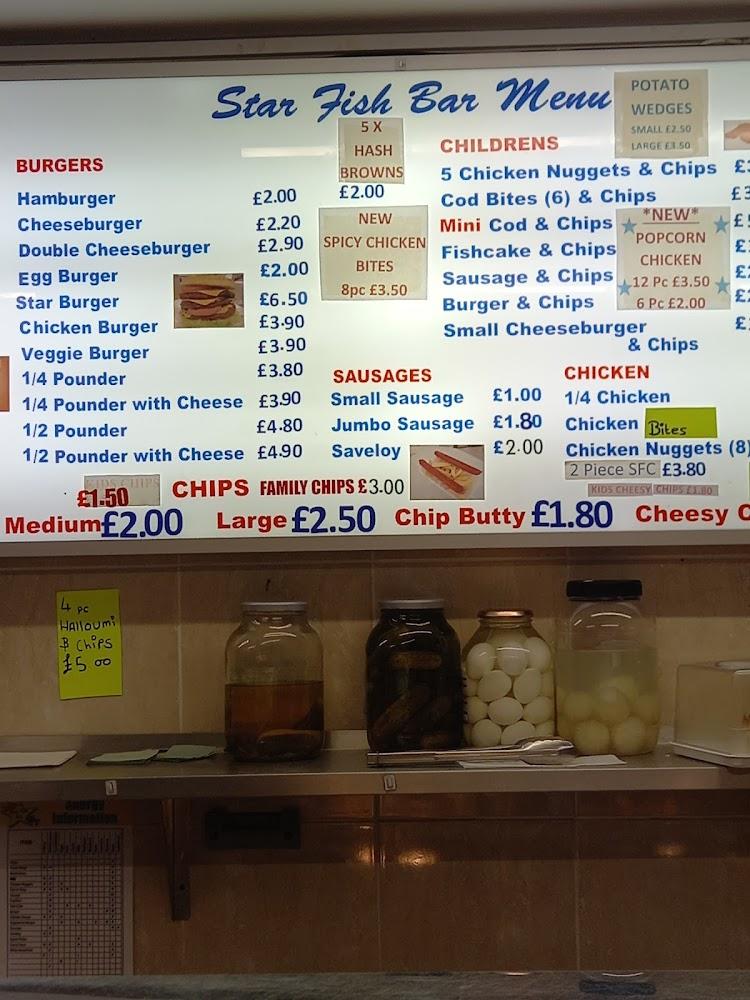 Star Fish Bar Menu
POTATO
WEDGES
SMALL £2.50
LARGE £3.50
5 X
HASH
BROWNS
£2.00
NEW
SPICY CHICKEN
BITES
8pc £3.50
BURGERS
Hamburger £2.00
Cheeseburger £2.20
Double Cheeseburger £2.90
Egg Burger £2.00
Star Burger £6.50
Chicken Burger £3.90
Veggie Burger £3.90
1/4 Pounder £3.80
1/4 Pounder with Cheese £3.90
1/2 Pounder £4.80
1/2 Pounder with Cheese £4.90
CHILDRENS
5 Chicken Nuggets & Chips
Cod Bites (6) & Chips
Mini Cod & Chips
Fishcake & Chips
Sausage & Chips
Burger & Chips
Small Cheeseburger
& Chips
*NEW*
POPCORN
CHICKEN
12 Pc £3.50
6 Pc £2.00
SAUSAGES
Small Sausage £1.00
Jumbo Sausage £1.80
Saveloy £2.00
CHICKEN
1/4 Chicken
Chicken Bites
Chicken Nuggets (8)
2 Piece SFC £3.80
KIDS CHEESY CHIPS £1.80
KIDS CHIPS
£1.50
CHIPS FAMILY CHIPS £3.00
Medium £2.00 Large £2.50 Chip Butty £1.80 Cheesy
4 pc
Halloumi
& Chips
£5 00
energy
information